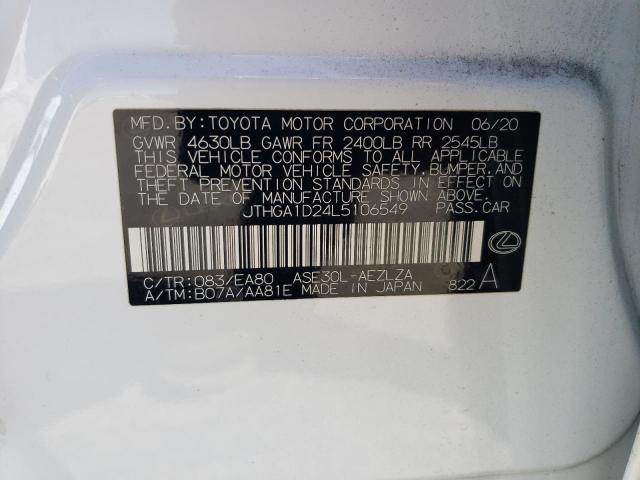 MFD. BY: TOYOTA MOTOR CORPORATION 06/20
GVWR 4630LB GAWR FR 2400LB RR 2545LB
THIS VEHICLE CONFORMS TO ALL APPLICABLE
FEDERAL MOTOR VEHICLE SAFETY, BUMPER, AND
THEFT PREVENTION STANDARDS IN EFFECT ON
THE DATE OF MANUFACTURE SHOWN ABOVE.
JTHGA1D24L5106549 PASS. CAR
C/TR: 083/EA80 ASE30L-AEZLZA
A/TM: B07A/AA81E MADE IN JAPAN 822 A